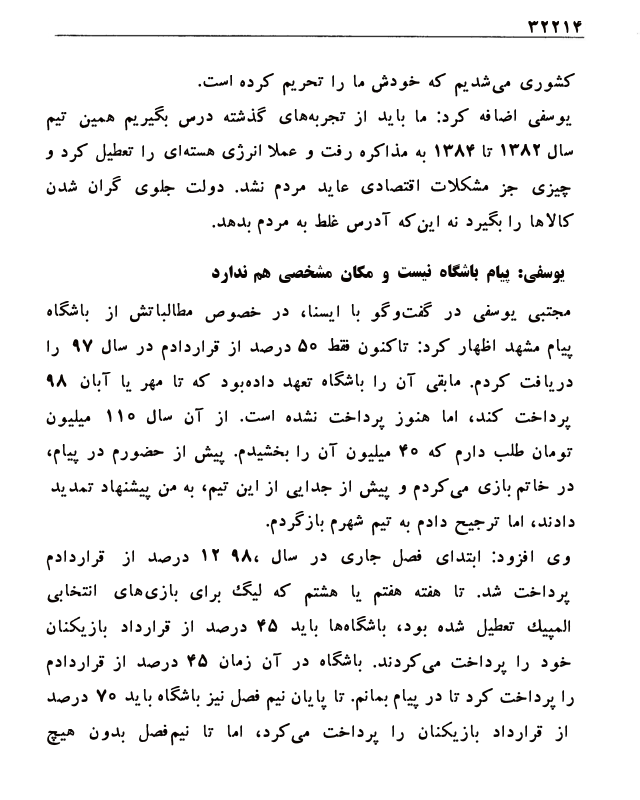 ۳۲۲۱۴
کشوری می‌شدیم که خودش ما را تحریم کرده است.
یوسفی اضافه کرد: ما باید از تجربه‌های گذشته درس بگیریم همین تیم
سال ۱۳۸۲ تا ۱۳۸۴ به مذاکره رفت و عملا انرژی هسته‌ای را تعطیل کرد و
چیزی جز مشکلات اقتصادی عاید مردم نشد. دولت جلوی گران شدن
کالاها را بگیرد نه این‌که آدرس غلط به مردم بدهد.
یوسفی: پیام باشگاه نیست و مکان مشخصی هم ندارد
مجتبی یوسفی در گفت‌وگو با ایسنا، در خصوص مطالباتش از باشگاه
پیام مشهد اظهار کرد: تاکنون فقط ۵۰ درصد از قراردادم در سال ۹۷ را
دریافت کردم. مابقی آن را باشگاه تعهد داده‌بود که تا مهر یا آبان ۹۸
پرداخت کند، اما هنوز پرداخت نشده است. از آن سال ۱۱۰ میلیون
تومان طلب دارم که ۴۰ میلیون آن را بخشیدم. پیش از حضورم در پیام،
در خاتم بازی می‌کردم و پیش از جدایی از این تیم، به من پیشنهاد تمدید
دادند، اما ترجیح دادم به تیم شهرم بازگردم.
وی افزود: ابتدای فصل جاری در سال ۹۸، ۱۲ درصد از قراردادم
پرداخت شد. تا هفته هفتم یا هشتم که لیگ برای بازی‌های انتخابی
المپیک تعطیل شده بود، باشگاه‌ها باید ۴۵ درصد از قرارداد بازیکنان
خود را پرداخت می‌کردند. باشگاه در آن زمان ۴۵ درصد از قراردادم
را پرداخت کرد تا در پیام بمانم. تا پایان نیم فصل نیز باشگاه باید ۷۰ درصد
از قرارداد بازیکنان را پرداخت می‌کرد، اما تا نیم‌فصل بدون هیچ